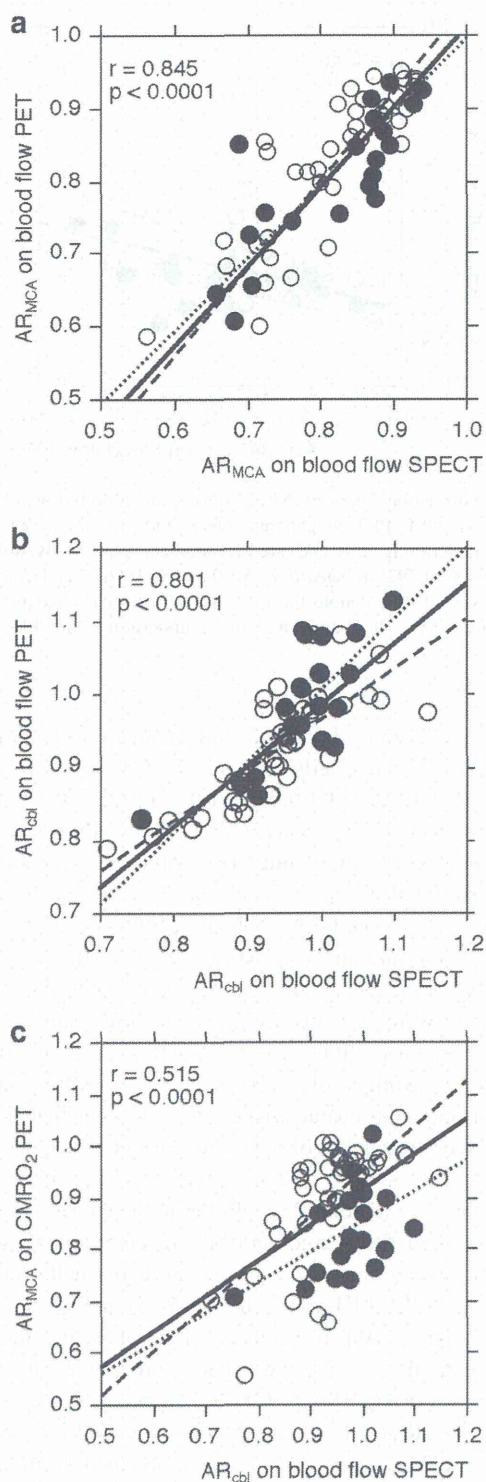 a
r = 0.845
p < 0.0001
AR_MCA on blood flow PET
1.0
0.9
0.8
0.7
0.6
0.5
0.5 0.6 0.7 0.8 0.9 1.0
AR_MCA on blood flow SPECT
b
r = 0.801
p < 0.0001
AR_cbl on blood flow PET
1.2
1.1
1.0
0.9
0.8
0.7
0.7 0.8 0.9 1.0 1.1 1.2
AR_cbl on blood flow SPECT
c
r = 0.515
p < 0.0001
AR_MCA on CMRO₂ PET
1.2
1.1
1.0
0.9
0.8
0.7
0.6
0.5
0.5 0.6 0.7 0.8 0.9 1.0 1.1 1.2
AR_cbl on blood flow SPECT